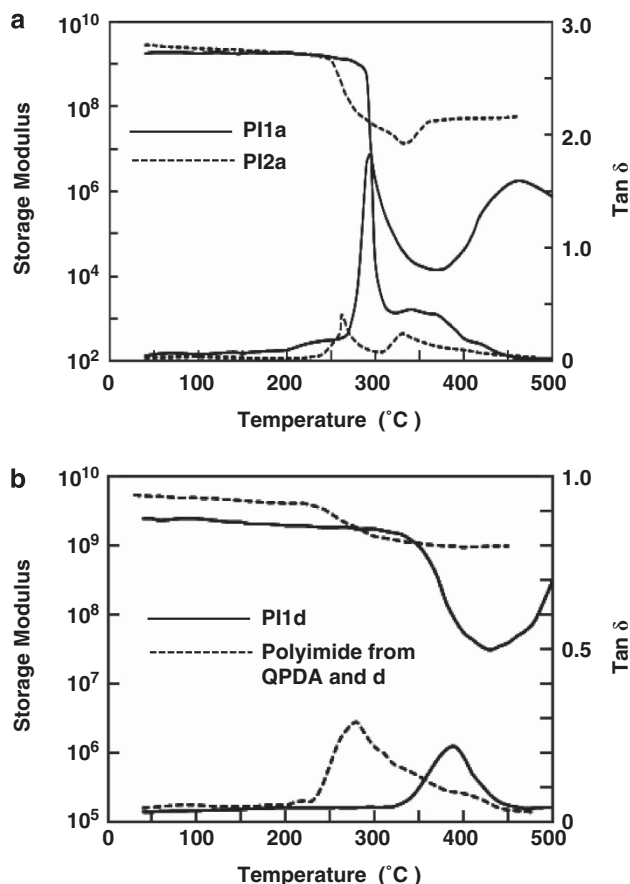 a
10^10
10^8
10^6
10^4
10^2
Storage Modulus
PI1a
PI2a
3.0
2.0
1.0
0
Tan δ
0 100 200 300 400 500
Temperature (˚C )
b
10^10
10^9
10^8
10^7
10^6
10^5
Storage Modulus
PI1d
Polyimide from
QPDA and d
1.0
0.5
0
Tan δ
0 100 200 300 400 500
Temperature (˚C )